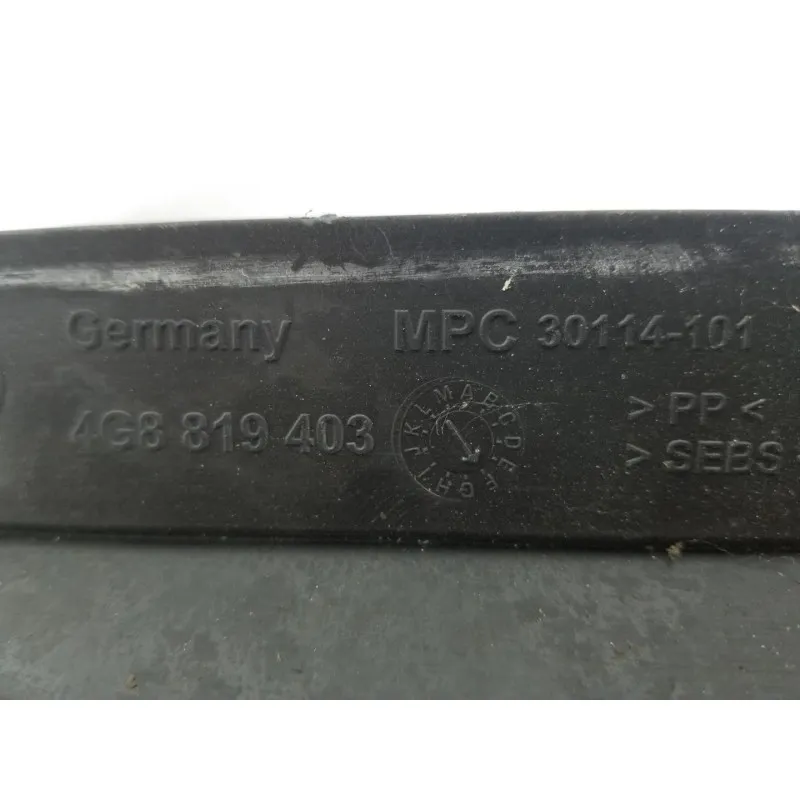 Germany MPC 30114-101
4G8 819 403
> PP <
> SEBS
A B C D E F G H I J K L M